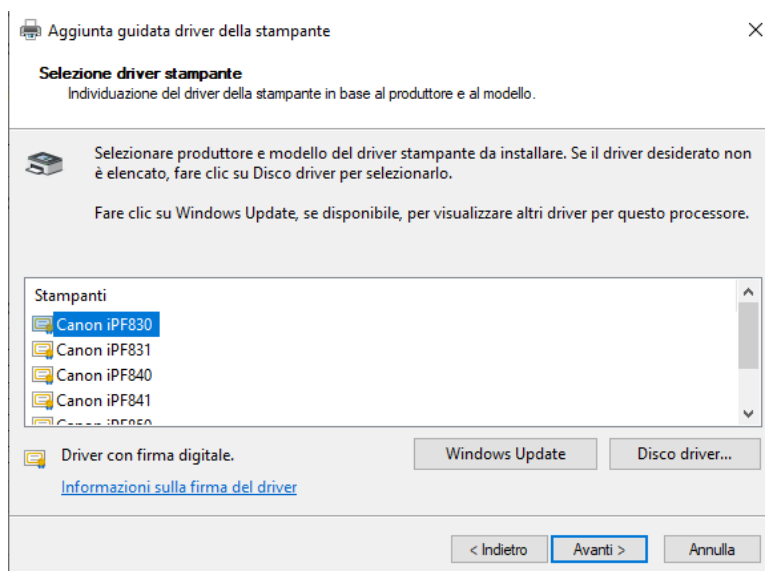 Aggiunta guidata driver della stampante
Selezione driver stampante
Individuazione del driver della stampante in base al produttore e al modello.
Selezionare produttore e modello del driver stampante da installare. Se il driver desiderato non
è elencato, fare clic su Disco driver per selezionarlo.
Fare clic su Windows Update, se disponibile, per visualizzare altri driver per questo processore.
Stampanti
Canon iPF830
Canon iPF831
Canon iPF840
Canon iPF841
Canon iPF850
Driver con firma digitale.
Windows Update
Disco driver...
Informazioni sulla firma del driver
< Indietro
Avanti >
Annulla